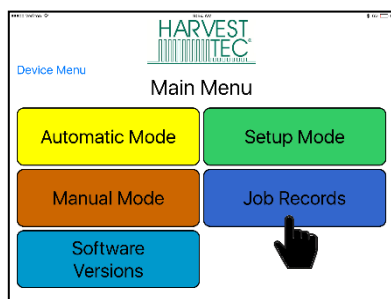 HARVEST
TEC
Device Menu
Main Menu
Automatic Mode
Setup Mode
Manual Mode
Job Records
Software
Versions